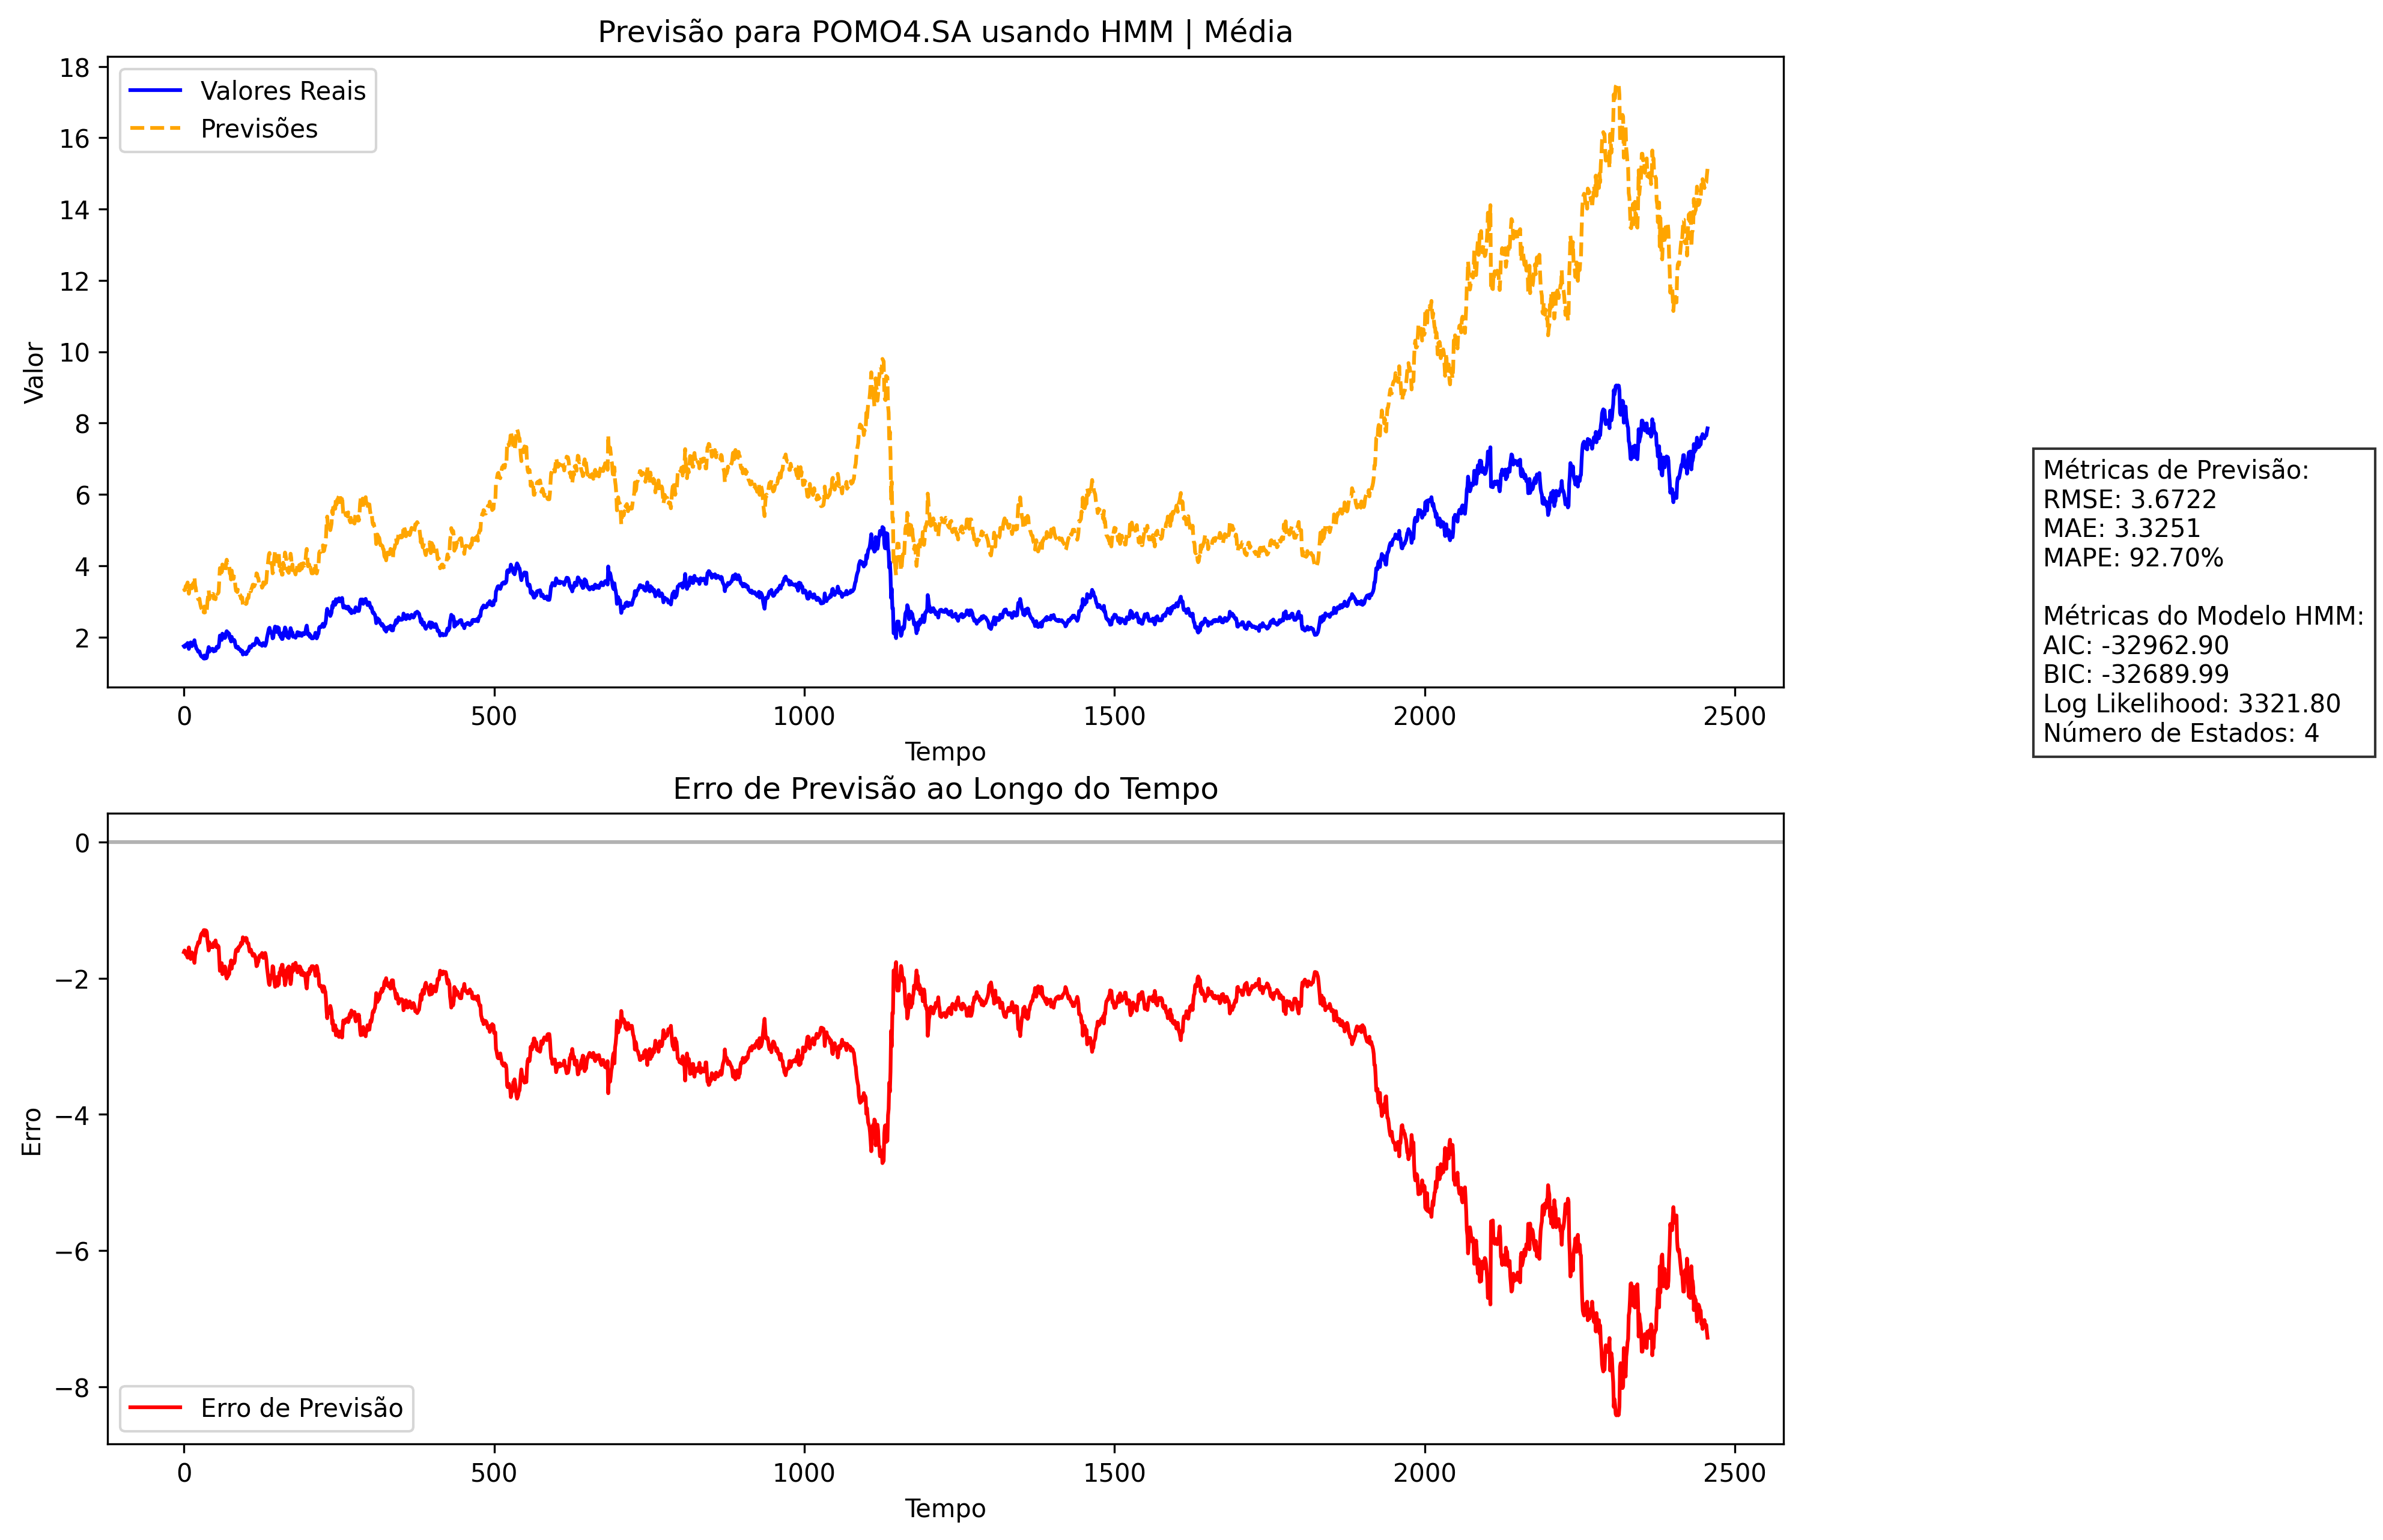 Previsão para POMO4.SA usando HMM | Média
18
16
14
12
10
8
6
4
2
Valor
Valores Reais
Previsões
0
500
1000
1500
2000
2500
Tempo
Métricas de Previsão:
RMSE: 3.6722
MAE: 3.3251
MAPE: 92.70%
Métricas do Modelo HMM:
AIC: -32962.90
BIC: -32689.99
Log Likelihood: 3321.80
Número de Estados: 4
Erro de Previsão ao Longo do Tempo
0
−2
−4
−6
−8
Erro
Erro de Previsão
0
500
1000
1500
2000
2500
Tempo